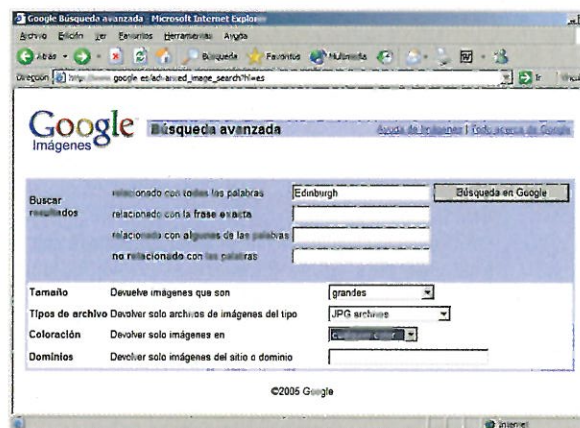 Google Búsqueda avanzada - Microsoft Internet Explorer
Archivo Edición Ver Favoritos Herramientas Ayuda
Atrás Búsqueda Favoritos Multimedia
Dirección google.es/advanced_image_search?hl=es Ir
Google Búsqueda avanzada Ayuda de Imágenes | Todo acerca de Google
Imágenes
Buscar resultados
relacionado con todas las palabras Edinburgh Búsqueda en Google
relacionado con la frase exacta
relacionado con algunas de las palabras
no relacionado con las palabras
Tamaño Devuelve imágenes que son grandes
Tipos de archivo Devolver solo archivos de imágenes del tipo JPG archivos
Coloración Devolver solo imágenes en
Dominios Devolver solo imágenes del sitio o dominio
©2005 Google
Internet